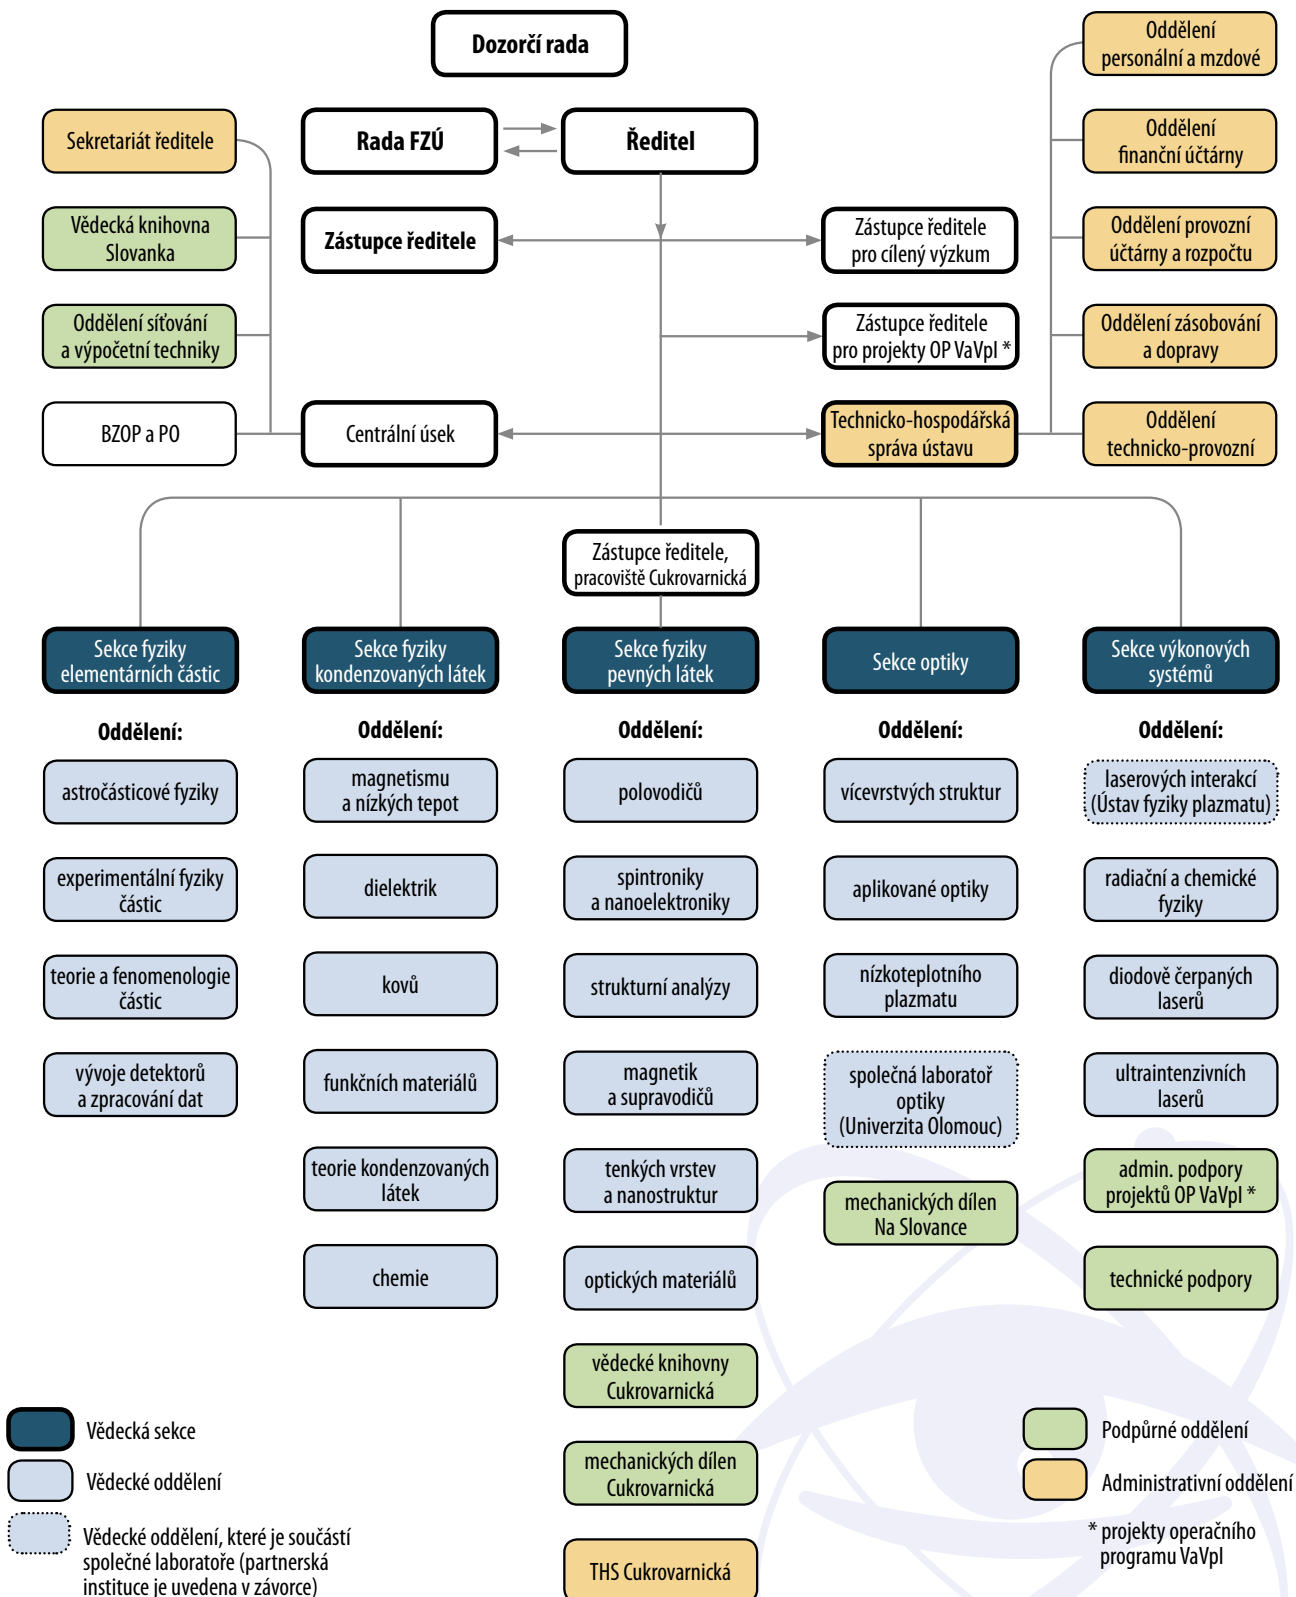 Dozorčí rada
Oddělení
personální a mzdové
Sekretariát ředitele
Rada FZÚ
Ředitel
Oddělení
finanční účtárny
Vědecká knihovna
Slovanka
Zástupce ředitele
Zástupce ředitele
pro cílený výzkum
Oddělení provozní
účtárny a rozpočtu
Oddělení síťování
a výpočetní techniky
Zástupce ředitele
pro projekty OP VaVpI *
Oddělení zásobování
a dopravy
BZOP a PO
Centrální úsek
Technicko-hospodářská
správa ústavu
Oddělení
technicko-provozní
Zástupce ředitele,
pracoviště Cukrovarnická
Sekce fyziky
elementárních částic
Sekce fyziky
kondenzovaných látek
Sekce fyziky
pevných látek
Sekce optiky
Sekce výkonových
systémů
Oddělení:
astročásticové fyziky
experimentální fyziky
částic
teorie a fenomenologie
částic
vývoje detektorů
a zpracování dat
Oddělení:
magnetismu
a nízkých tepot
dielektrik
kovů
funkčních materiálů
teorie kondenzovaných
látek
chemie
Oddělení:
polovodičů
spintroniky
a nanoelektroniky
strukturní analýzy
magnetik
a supravodičů
tenkých vrstev
a nanostruktur
optických materiálů
vědecké knihovny
Cukrovarnická
mechanických dílen
Cukrovarnická
THS Cukrovarnická
Oddělení:
vícevrstvých struktur
aplikované optiky
nízkoteplotního
plazmatu
společná laboratoř
optiky
(Univerzita Olomouc)
mechanických dílen
Na Slovance
Oddělení:
laserových interakcí
(Ústav fyziky plazmatu)
radiační a chemické
fyziky
diodově čerpaných
laserů
ultraintenzivních
laserů
admin. podpory
projektů OP VaVpI *
technické podpory
Vědecká sekce
Vědecké oddělení
Vědecké oddělení, které je součástí
společné laboratoře (partnerská
instituce je uvedena v závorce)
Podpůrné oddělení
Administrativní oddělení
* projekty operačního
programu VaVpI